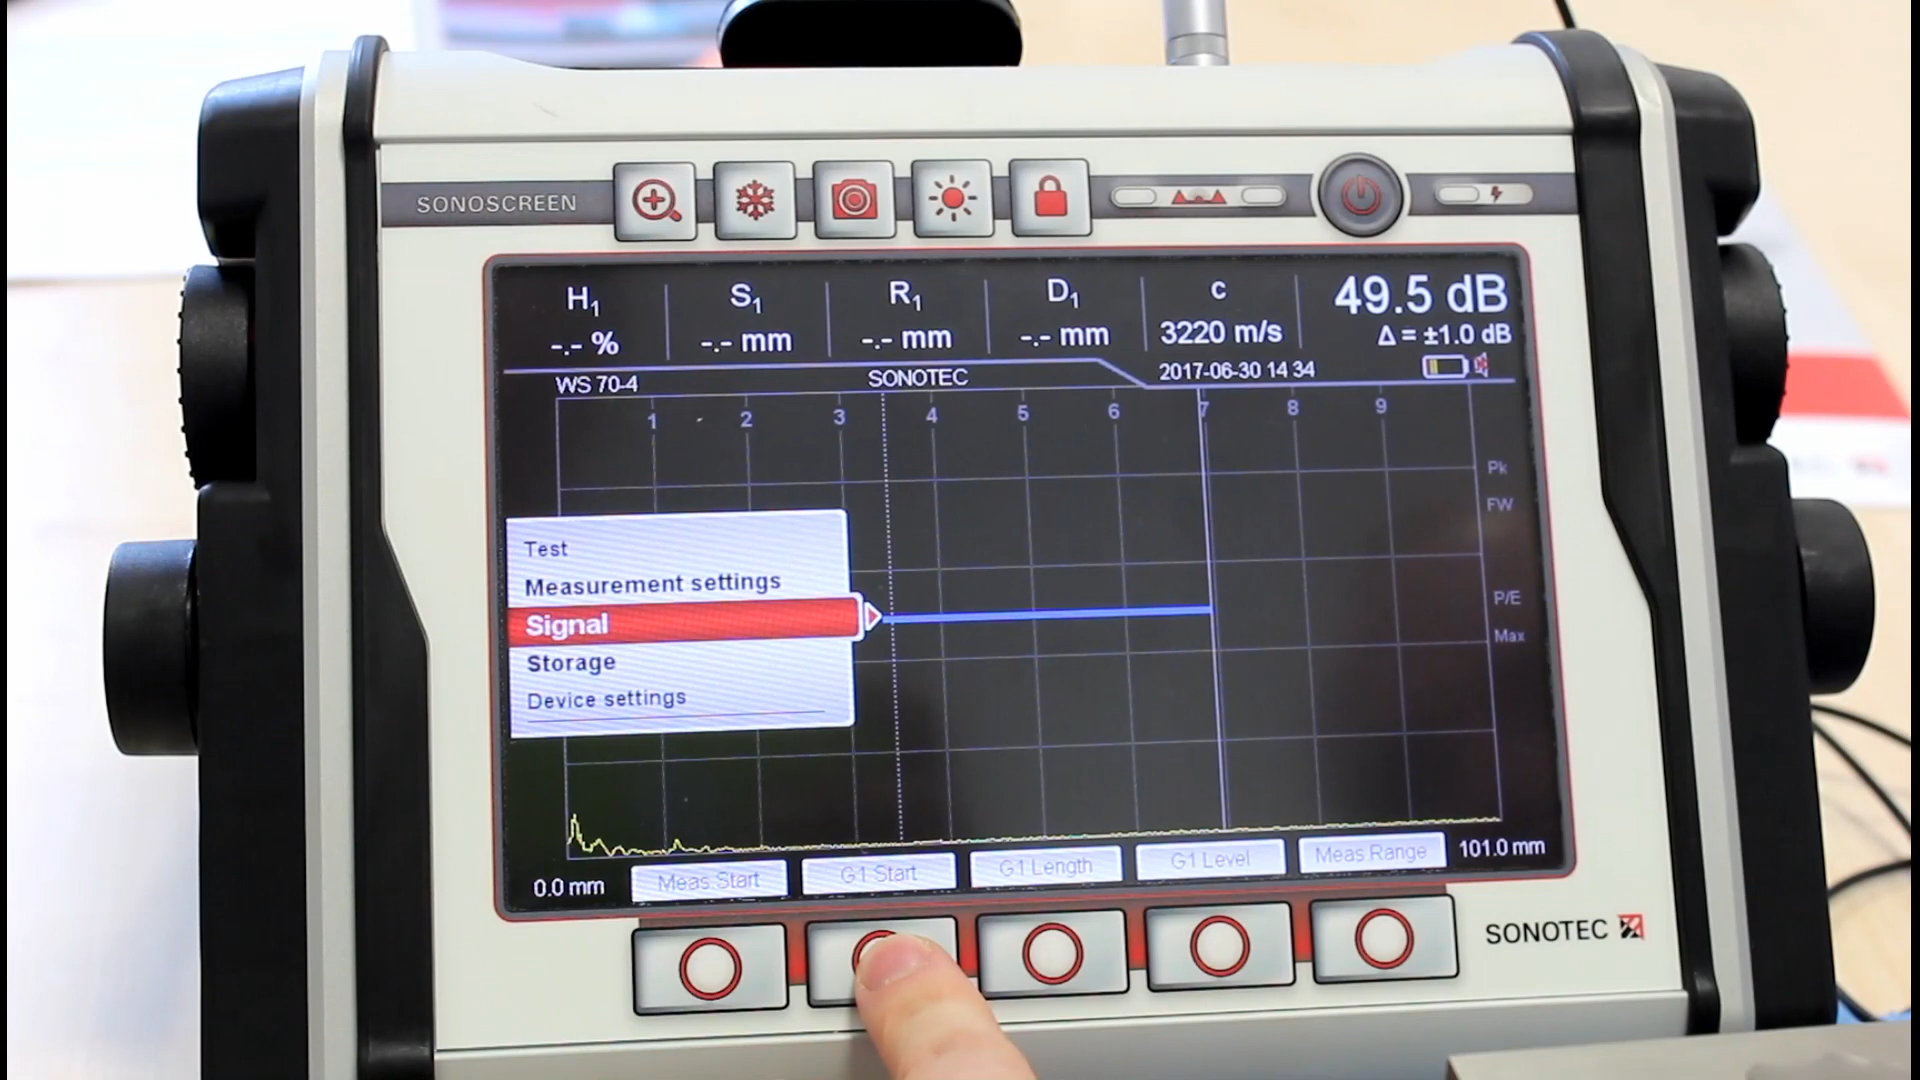 SONOSCREEN
H1 S1 R1 D1 c 49.5 dB
-.- % -.- mm -.- mm -.- mm 3220 m/s Δ = ±1.0 dB
WS 70-4 SONOTEC 2017-06-30 14 34
1 2 3 4 5 6 7 8 9
Pk
FW
Test
Measurement settings
Signal
Storage
Device settings
P/E
Max
0.0 mm Meas.Start G1 Start G1 Length G1 Level Meas.Range 101.0 mm
SONOTEC